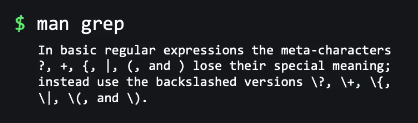 $ man grep
In basic regular expressions the meta-characters
?, +, {, |, (, and ) lose their special meaning;
instead use the backslashed versions \?, \+, \{,
\|, \(, and \).